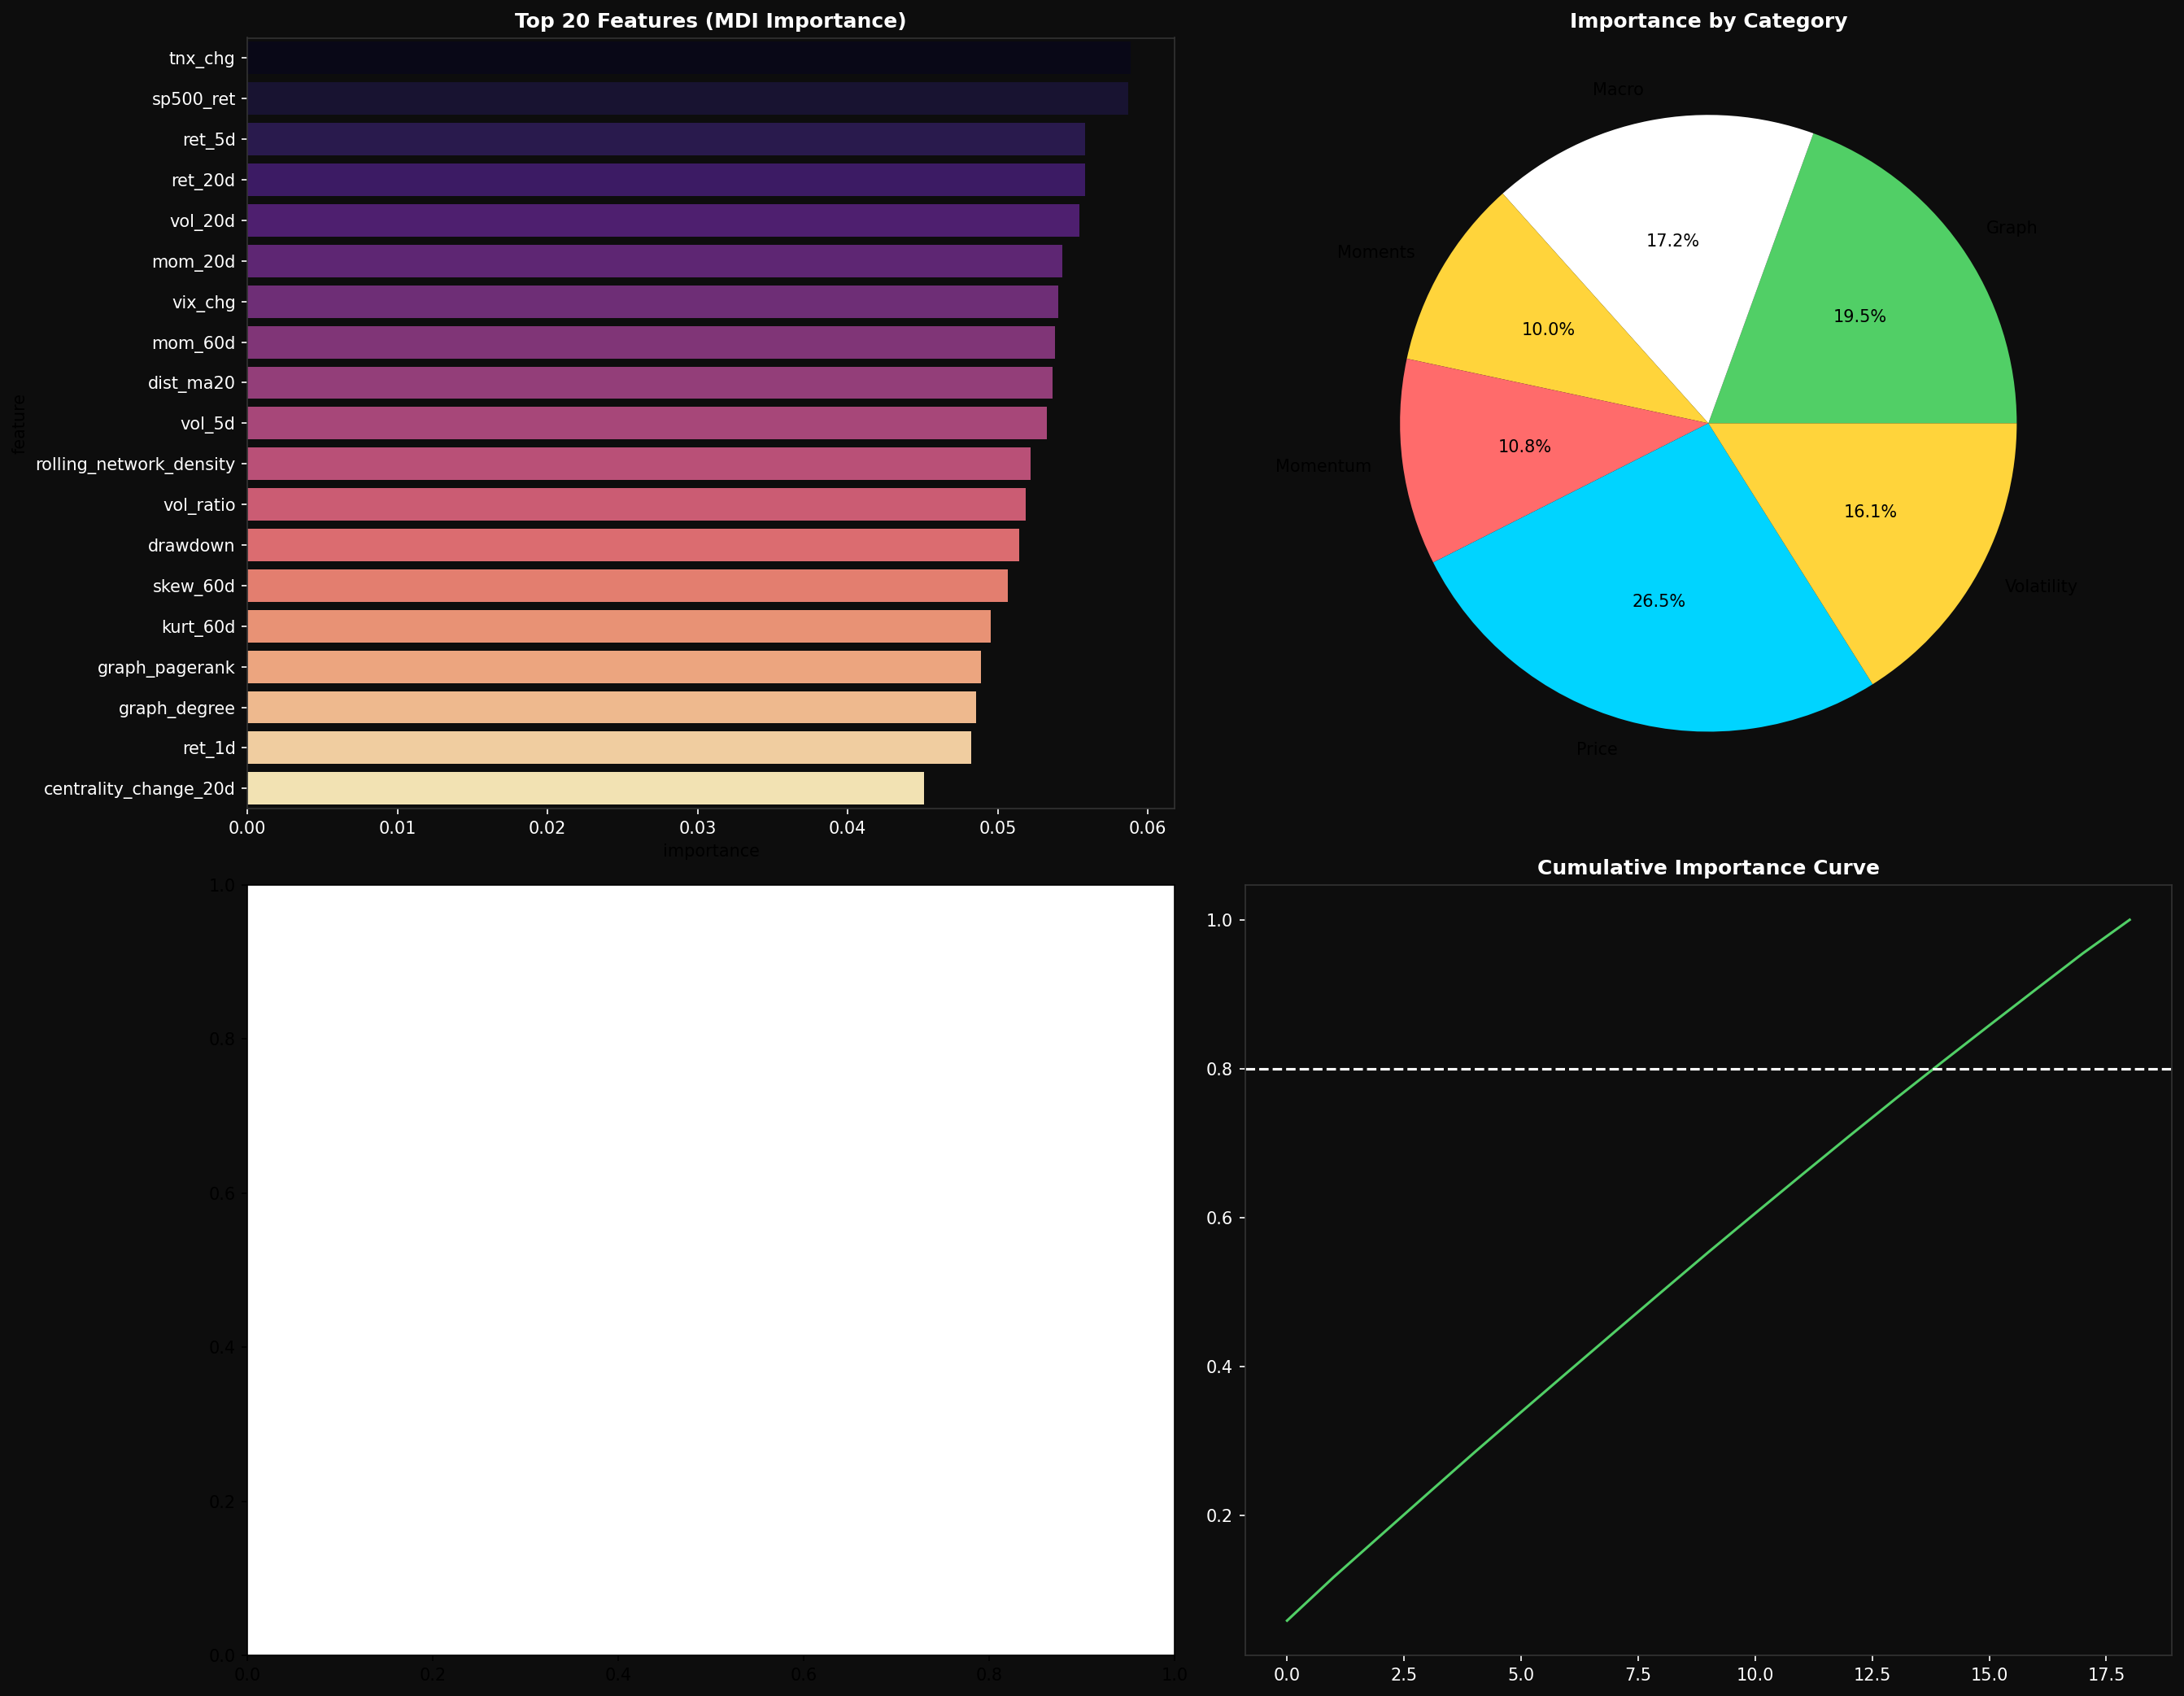 Top 20 Features (MDI Importance)
feature
tnx_chg
sp500_ret
ret_5d
ret_20d
vol_20d
mom_20d
vix_chg
mom_60d
dist_ma20
vol_5d
rolling_network_density
vol_ratio
drawdown
skew_60d
kurt_60d
graph_pagerank
graph_degree
ret_1d
centrality_change_20d
0.00 0.01 0.02 0.03 0.04 0.05 0.06
importance
Importance by Category
Macro
Graph
Moments
Momentum
Price
Volatility
17.2%
19.5%
10.0%
10.8%
26.5%
16.1%
1.0
0.8
0.6
0.4
0.2
0.0
0.0 0.2 0.4 0.6 0.8 1.0
Cumulative Importance Curve
1.0
0.8
0.6
0.4
0.2
0.0 2.5 5.0 7.5 10.0 12.5 15.0 17.5